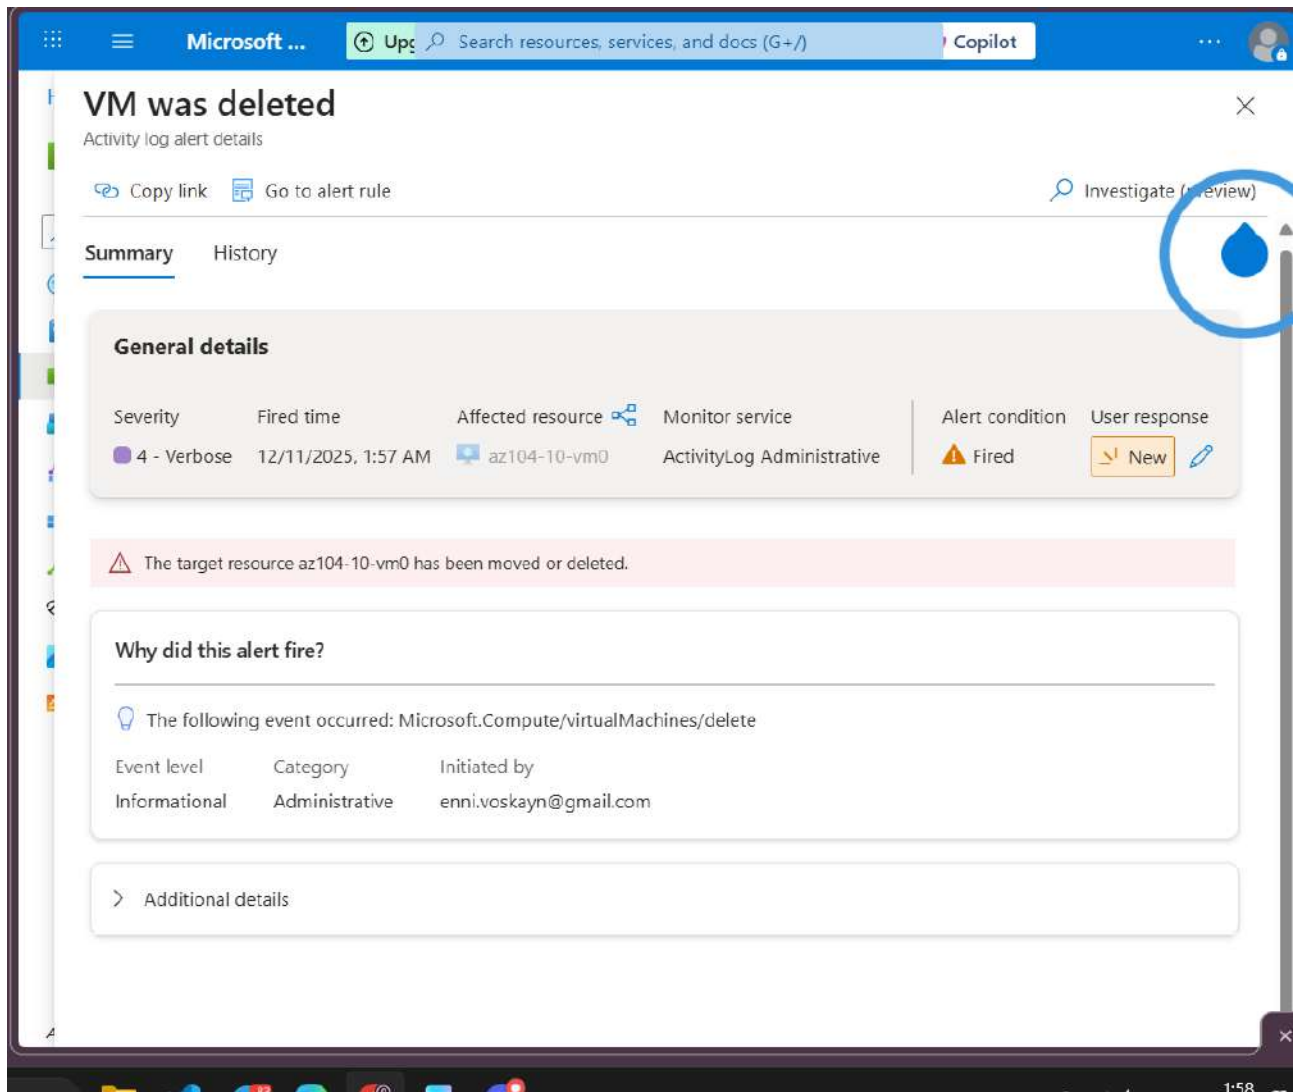 Microsoft ...
Search resources, services, and docs (G+/)
Copilot
...
VM was deleted
Activity log alert details
Copy link
Go to alert rule
Investigate (preview)
Summary
History
General details
Severity
Fired time
Affected resource
Monitor service
Alert condition
User response
4 - Verbose
12/11/2025, 1:57 AM
az104-10-vm0
ActivityLog Administrative
Fired
New
The target resource az104-10-vm0 has been moved or deleted.
Why did this alert fire?
The following event occurred: Microsoft.Compute/virtualMachines/delete
Event level
Category
Initiated by
Informational
Administrative
enni.voskayn@gmail.com
Additional details
1:58